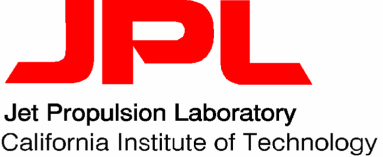 JPL
Jet Propulsion Laboratory
California Institute of Technology